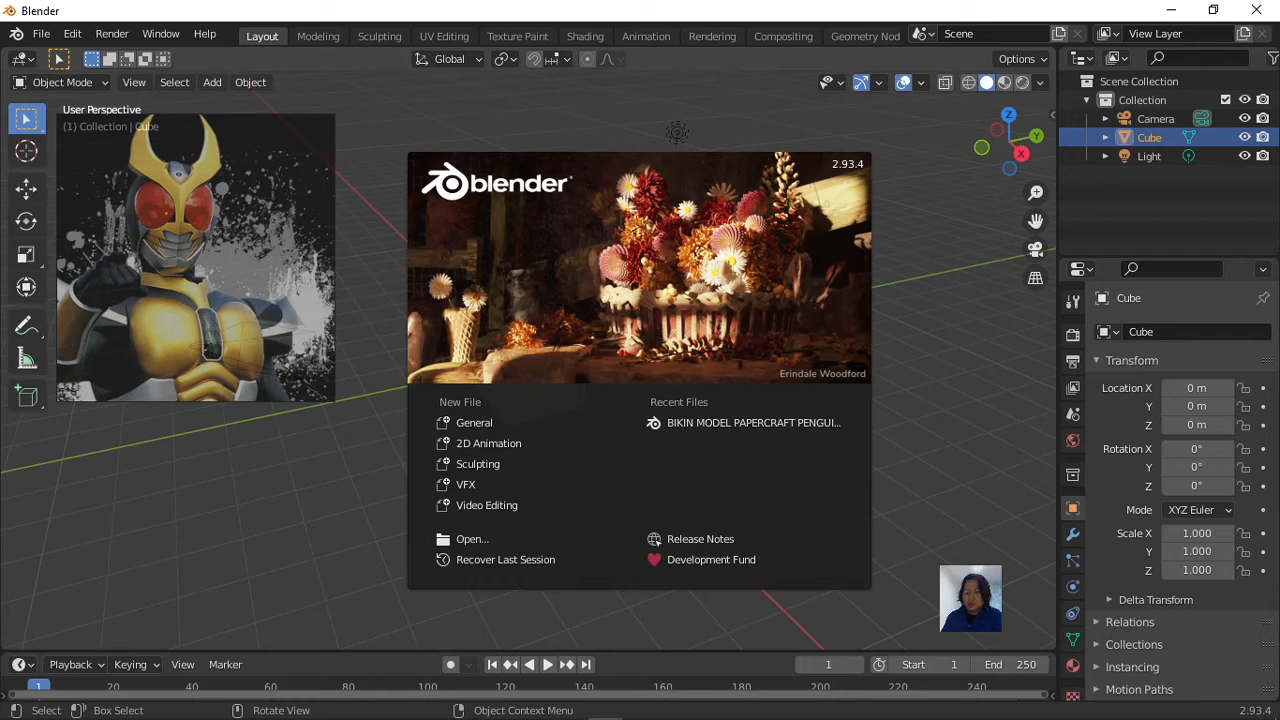 Blender
File Edit Render Window Help Layout Modeling Sculpting UV Editing Texture Paint Shading Animation Rendering Compositing Geometry Nod Scene View Layer
Global Options
Object Mode View Select Add Object
User Perspective
(1) Collection | Cube
Z
Y
X
blender
2.93.4
Erindale Woodford
New File
General
2D Animation
Sculpting
VFX
Video Editing
Open...
Recover Last Session
Recent Files
BIKIN MODEL PAPERCRAFT PENGUI...
Release Notes
Development Fund
Scene Collection
Collection
Camera
Cube
Light
Cube
Cube
Transform
Location X 0 m
Y 0 m
Z 0 m
Rotation X 0°
Y 0°
Z 0°
Mode XYZ Euler
Scale X 1.000
Y 1.000
Z 1.000
Delta Transform
Relations
Collections
Instancing
Motion Paths
Playback Keying View Marker 1 Start 1 End 250
1 20 40 60 80 100 120 140 160 180 200 220 240
Select Box Select Rotate View Object Context Menu 2.93.4